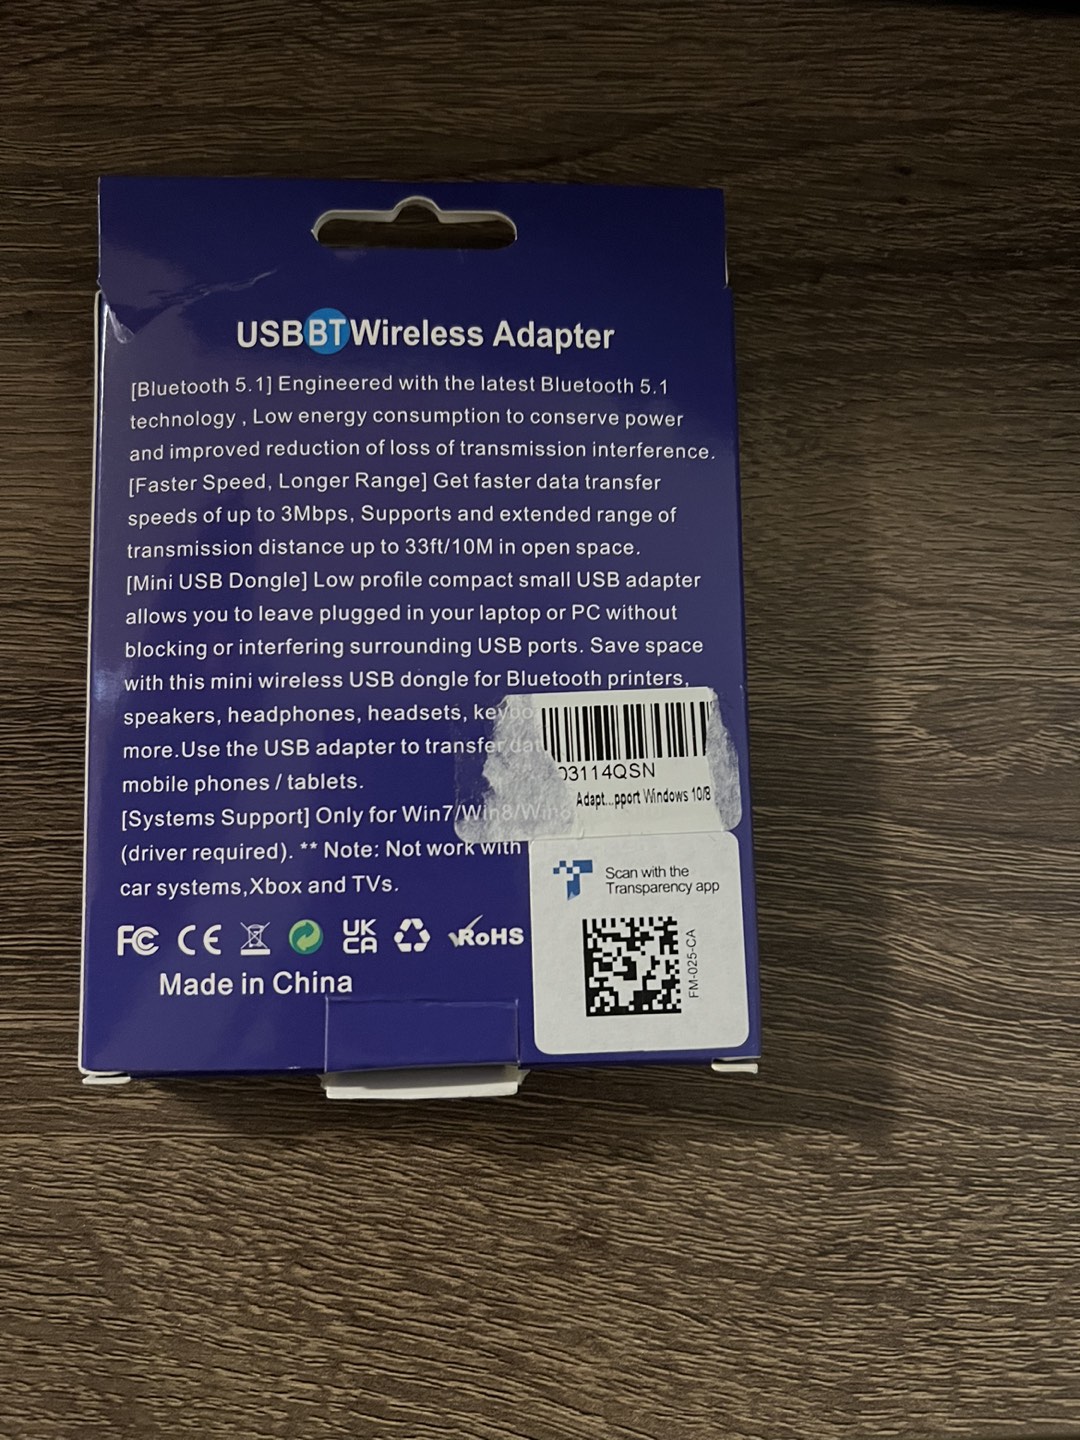 USB BT Wireless Adapter
[Bluetooth 5.1] Engineered with the latest Bluetooth 5.1
technology , Low energy consumption to conserve power
and improved reduction of loss of transmission interference.
[Faster Speed, Longer Range] Get faster data transfer
speeds of up to 3Mbps, Supports and extended range of
transmission distance up to 33ft/10M in open space.
[Mini USB Dongle] Low profile compact small USB adapter
allows you to leave plugged in your laptop or PC without
blocking or interfering surrounding USB ports. Save space
with this mini wireless USB dongle for Bluetooth printers,
speakers, headphones, headsets,
more.Use the USB adapter to transfer
mobile phones / tablets.
[Systems Support] Only for Win7/Win8/
(driver required). ** Note: Not work with
car systems,Xbox and TVs.
FC CE UK CA RoHS
Made in China
03114QSN
Adapt...pport Windows 10/8
Scan with the
Transparency app
FM-025-CA